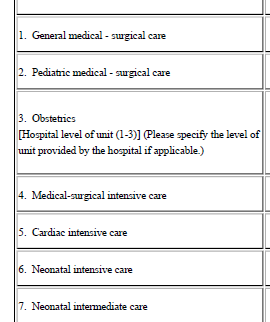 1. General medical - surgical care
2. Pediatric medical - surgical care
3. Obstetrics
[Hospital level of unit (1-3)] (Please specify the level of
unit provided by the hospital if applicable.)
4. Medical-surgical intensive care
5. Cardiac intensive care
6. Neonatal intensive care
7. Neonatal intermediate care